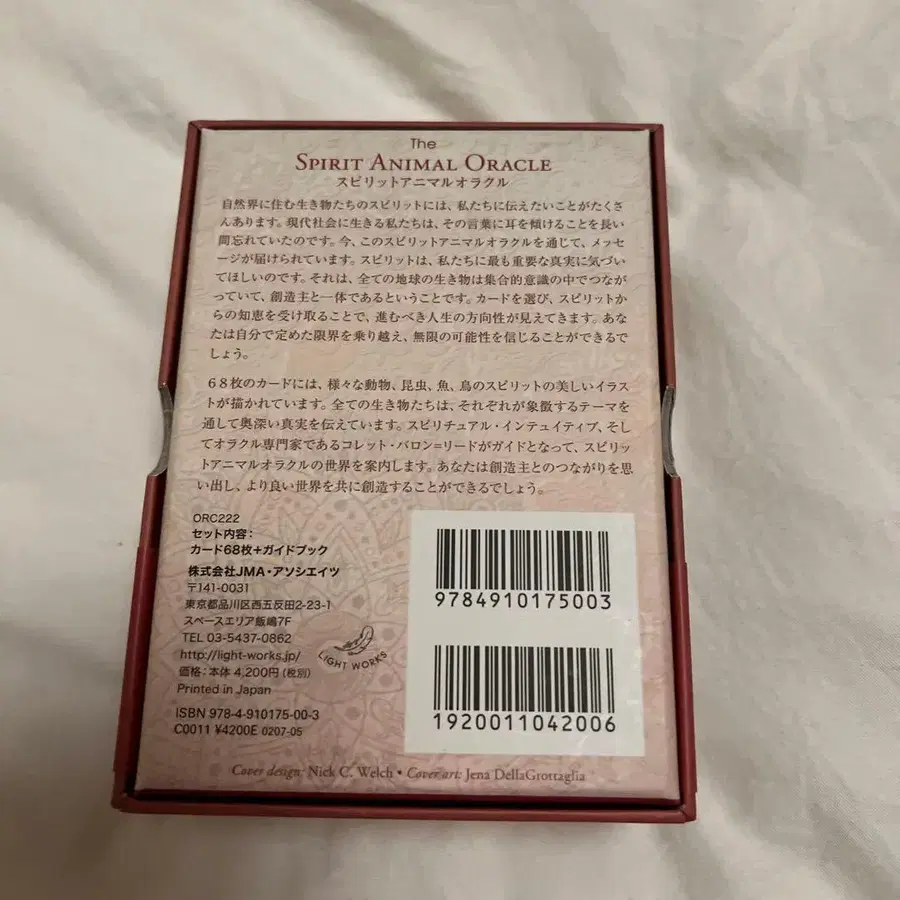 The
SPIRIT ANIMAL ORACLE
スピリットアニマルオラクル
自然界に住む生き物たちのスピリットには、私たちに伝えたいことがたくさ
んあります。現代社会に生きる私たちは、その言葉に耳を傾けることを長い
間忘れていたのです。今、このスピリットアニマルオラクルを通じて、メッセ
ージが届けられています。スピリットは、私たちに最も重要な真実に気づい
てほしいのです。それは、全ての地球の生き物は集合的意識の中でつなが
っていて、創造主と一体であるということです。カードを選び、スピリットか
らの知恵を受け取ることで、進むべき人生の方向性が見えてきます。あな
たは自分で定めた限界を乗り越え、無限の可能性を信じることができるで
しょう。
68枚のカードには、様々な動物、昆虫、魚、鳥のスピリットの美しいイラス
トが描かれています。全ての生き物たちは、それぞれが象徴するテーマを
通して奥深い真実を伝えています。スピリチュアル・インテュイティブ、そし
てオラクル専門家であるコレット・バロン=リードがガイドとなって、スピリッ
トアニマルオラクルの世界を案内します。あなたは創造主とのつながりを思
い出し、より良い世界を共に創造することができるでしょう。
ORC222
セット内容:
カード68枚+ガイドブック
株式会社JMA・アソシエイツ
〒141-0031
東京都品川区西五反田2-23-1
スペースエリア飯嶋7F
TEL 03-5437-0862
http://light-works.jp/
価格:本体 4,200円(税別)
Printed in Japan
ISBN 978-4-910175-00-3
C0011 ¥4200E 0207-05
LIGHT WORKS
9784910175003
1920011042006
Cover design: Nick C. Welch • Cover art: Jena DellaGrottaglia